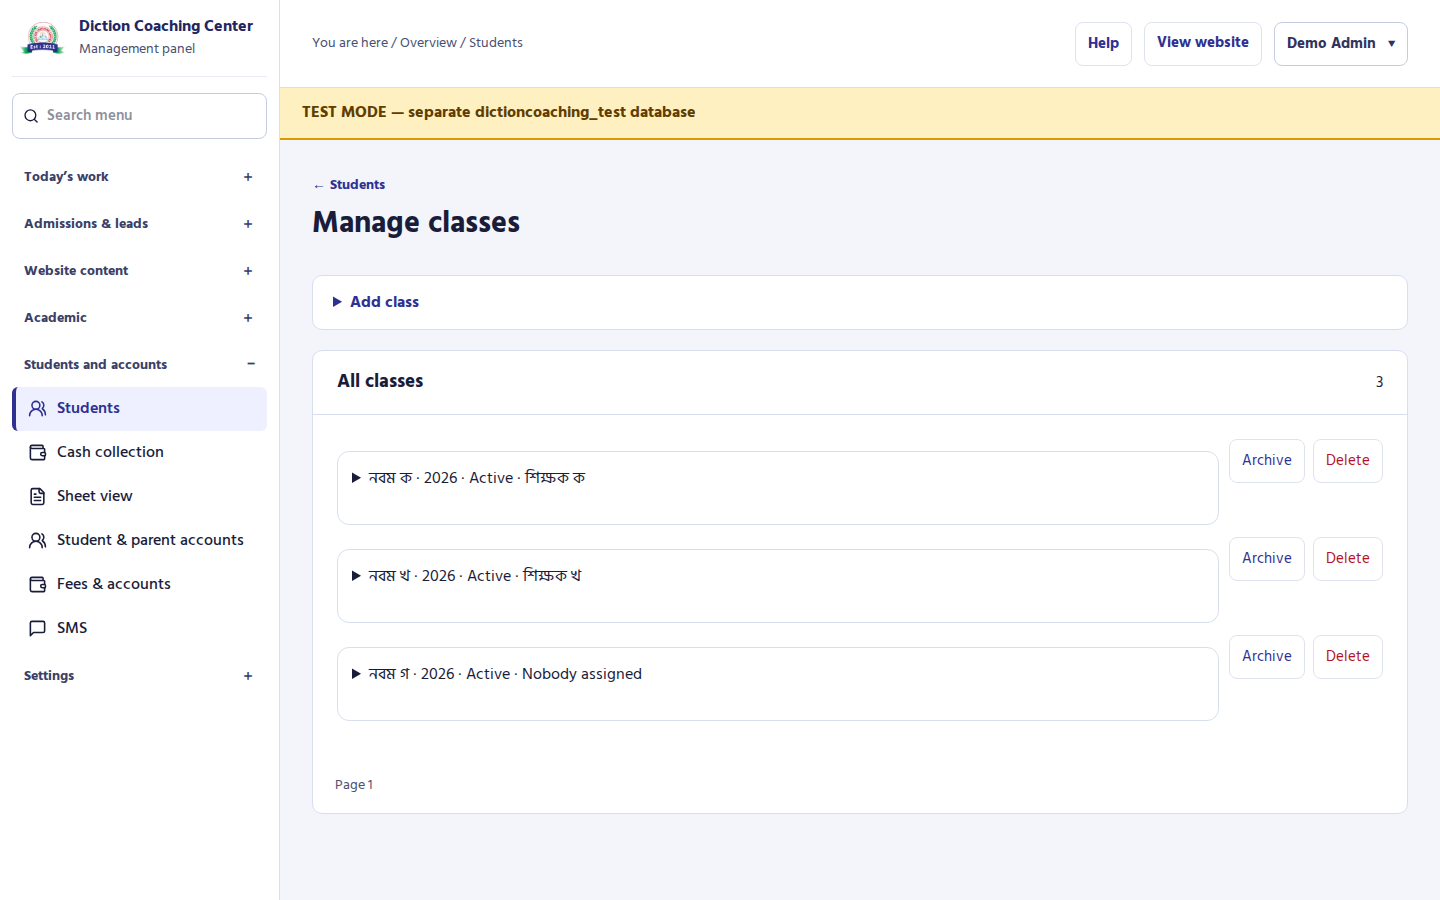 Diction Coaching Center
Management panel
Est : 2011
Search menu
Today’s work +
Admissions & leads +
Website content +
Academic +
Students and accounts −
Students
Cash collection
Sheet view
Student & parent accounts
Fees & accounts
SMS
Settings +
You are here / Overview / Students
Help
View website
Demo Admin ▾
TEST MODE — separate dictioncoaching_test database
← Students
Manage classes
▶ Add class
All classes 3
▶ নবম ক · 2026 · Active · শিক্ষক ক Archive Delete
▶ নবম খ · 2026 · Active · শিক্ষক খ Archive Delete
▶ নবম গ · 2026 · Active · Nobody assigned Archive Delete
Page 1